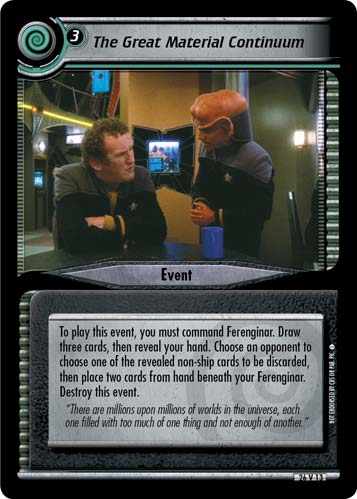 3
The Great Material Continuum
Event
To play this event, you must command Ferenginar. Draw
three cards, then reveal your hand. Choose an opponent to
choose one of the revealed non-ship cards to be discarded,
then place two cards from hand beneath your Ferenginar.
Destroy this event.
“There are millions upon millions of worlds in the universe, each
one filled with too much of one thing and not enough of another.”
NOT ENDORSED BY CBS OR PAR. PIC.
26 V 13